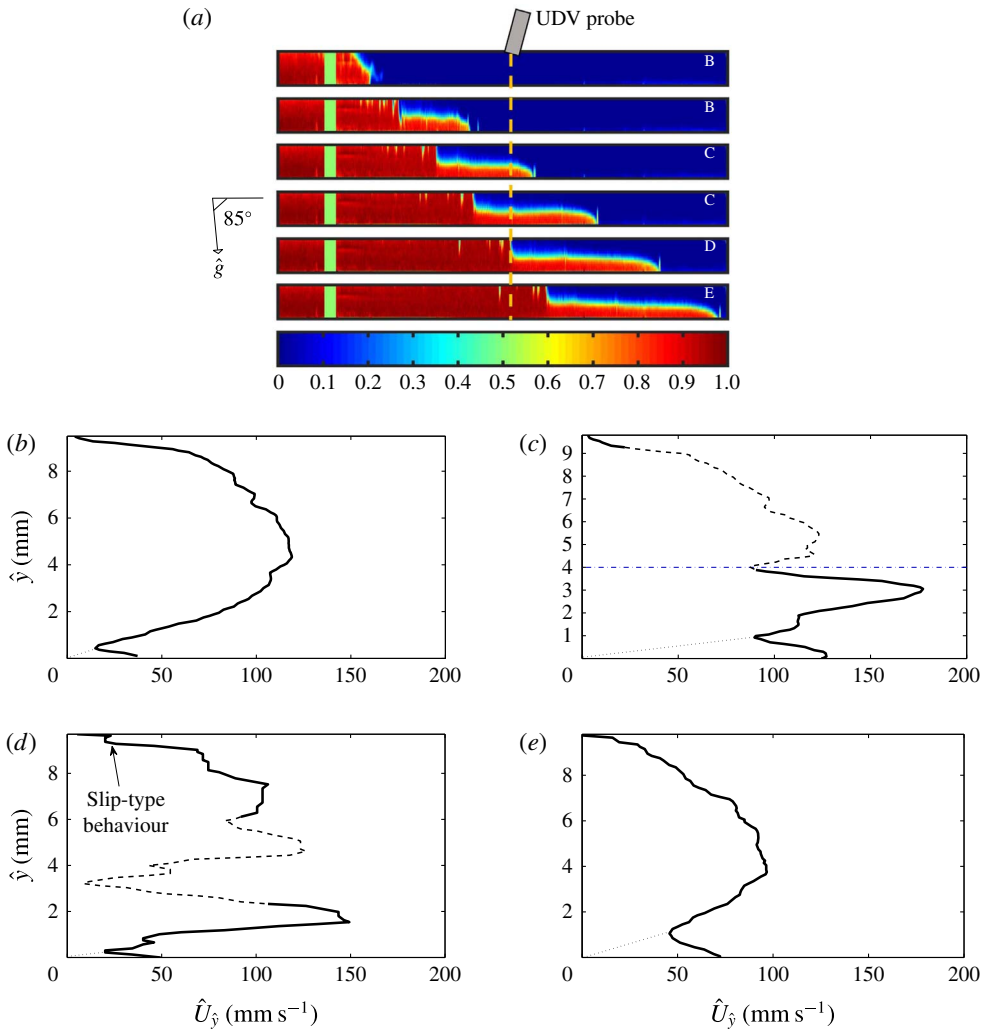 (a)
UDV probe
B
B
C
C
D
E
85°
ĝ
0 0.1 0.2 0.3 0.4 0.5 0.6 0.7 0.8 0.9 1.0
(b)
8
6
4
2
0 50 100 150 200
ŷ (mm)
(c)
9
8
7
6
5
4
3
2
1
0 50 100 150 200
(d)
8
6
4
2
0 50 100 150 200
ŷ (mm)
Slip-type
behaviour
Û_ŷ (mm s⁻¹)
(e)
8
6
4
2
0 50 100 150 200
Û_ŷ (mm s⁻¹)